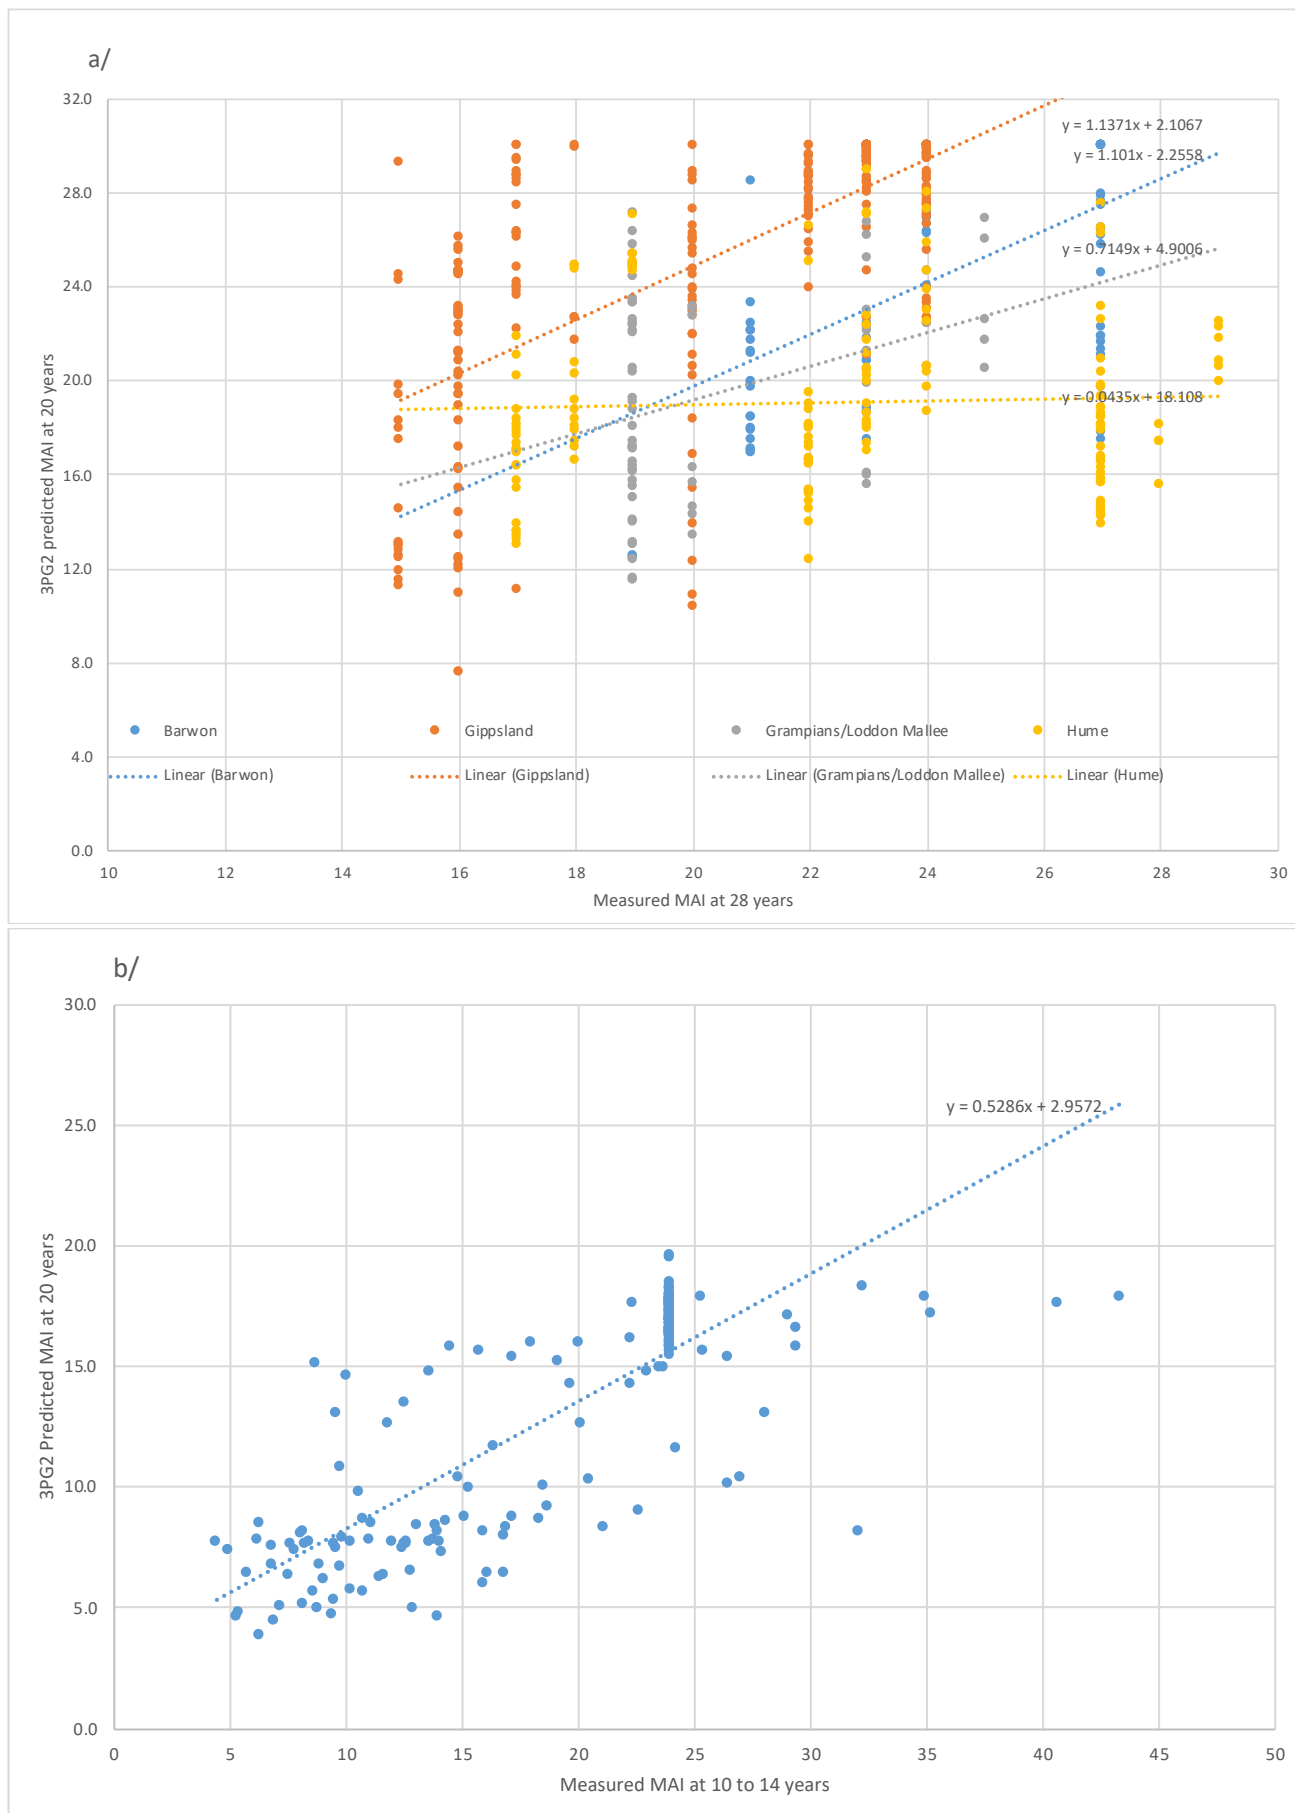 a/
3PG2 predicted MAI at 20 years
32.0
28.0
24.0
20.0
16.0
12.0
8.0
4.0
0.0
y = 1.1371x + 2.1067
y = 1.101x - 2.2558
y = 0.7149x + 4.9006
y = 0.0435x + 18.108
Barwon Gippsland Grampians/Loddon Mallee Hume
Linear (Barwon) Linear (Gippsland) Linear (Grampians/Loddon Mallee) Linear (Hume)
10 12 14 16 18 20 22 24 26 28 30
Measured MAI at 28 years
b/
3PG2 Predicted MAI at 20 years
30.0
25.0
20.0
15.0
10.0
5.0
0.0
y = 0.5286x + 2.9572
0 5 10 15 20 25 30 35 40 45 50
Measured MAI at 10 to 14 years